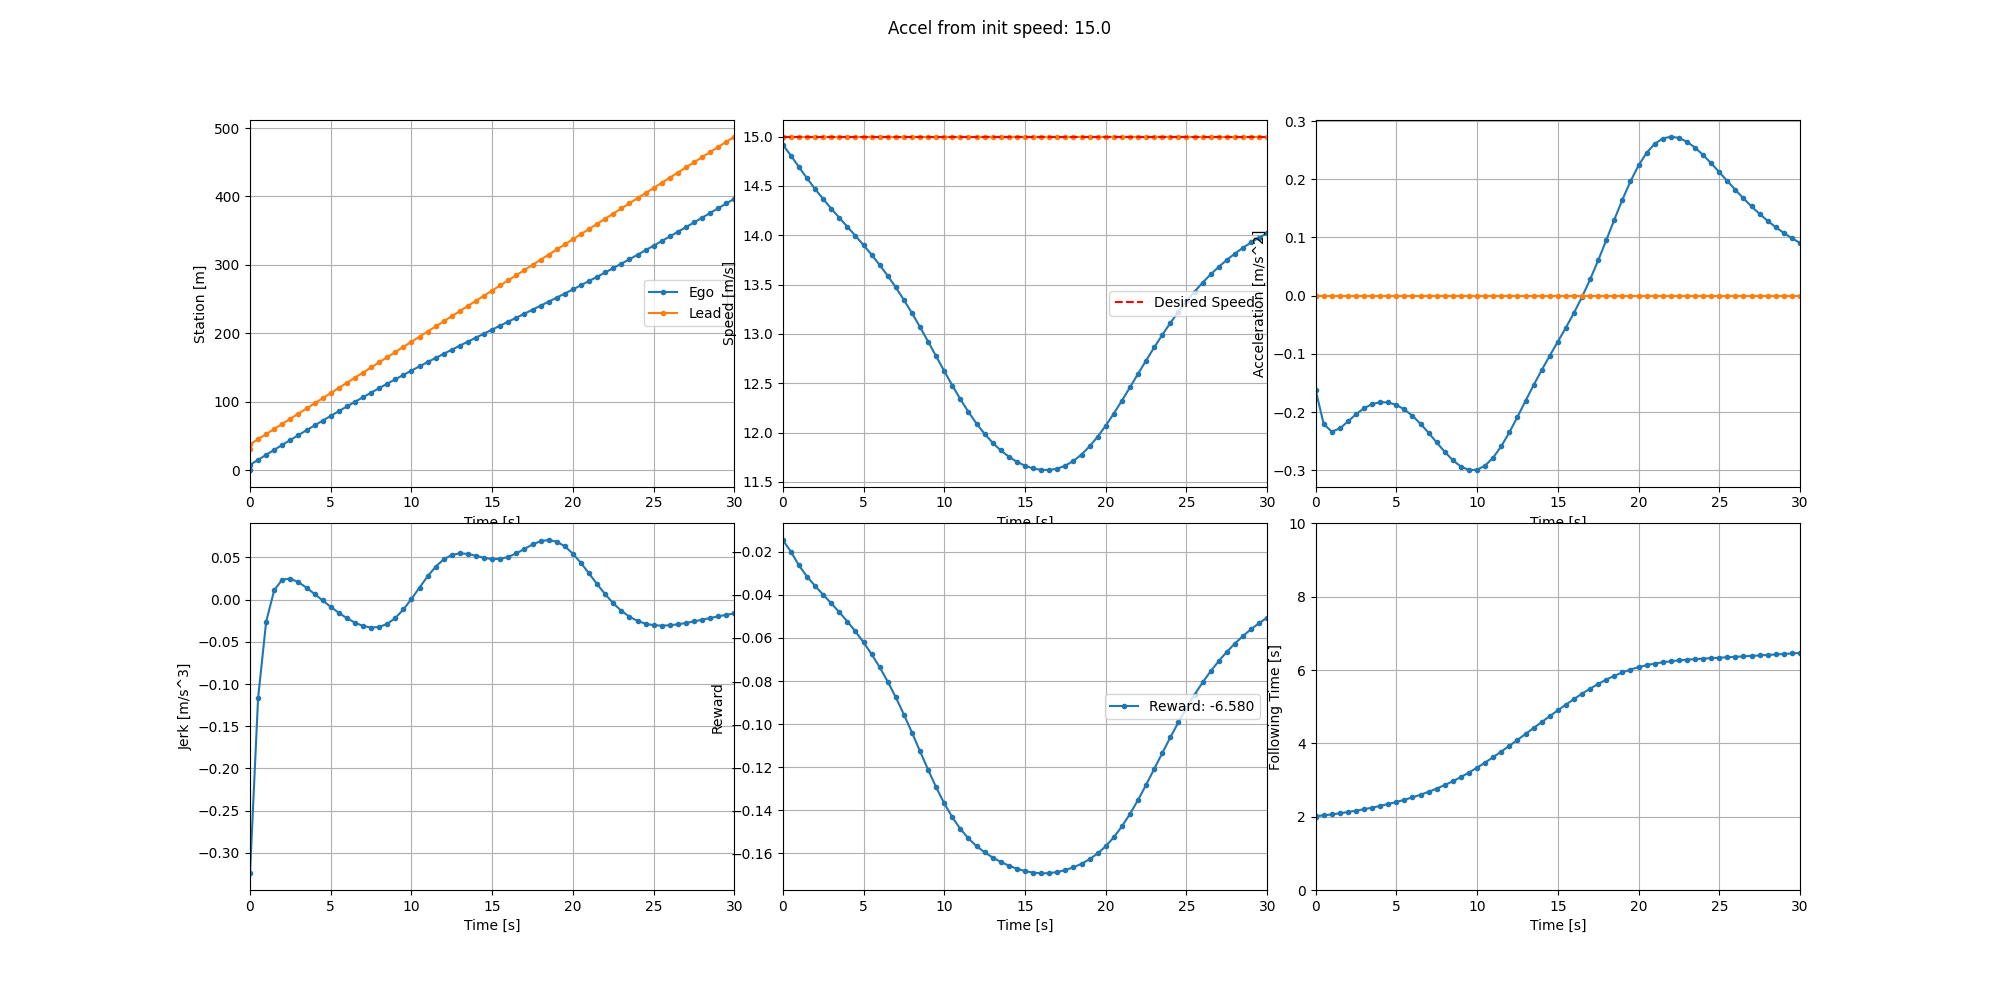 Accel from init speed: 15.0
500
400
300
200
100
0
Station [m]
0 5 10 15 20 25 30
Time [s]
Ego
Lead
15.0
14.5
14.0
13.5
13.0
12.5
12.0
11.5
Speed [m/s]
0 5 10 15 20 25 30
Time [s]
Desired Speed
0.3
0.2
0.1
0.0
−0.1
−0.2
−0.3
Acceleration [m/s^2]
0 5 10 15 20 25 30
Time [s]
0.05
0.00
−0.05
−0.10
−0.15
−0.20
−0.25
−0.30
Jerk [m/s^3]
0 5 10 15 20 25 30
Time [s]
−0.02
−0.04
−0.06
−0.08
−0.10
−0.12
−0.14
−0.16
Reward
0 5 10 15 20 25 30
Time [s]
Reward: -6.580
10
8
6
4
2
0
Following Time [s]
0 5 10 15 20 25 30
Time [s]